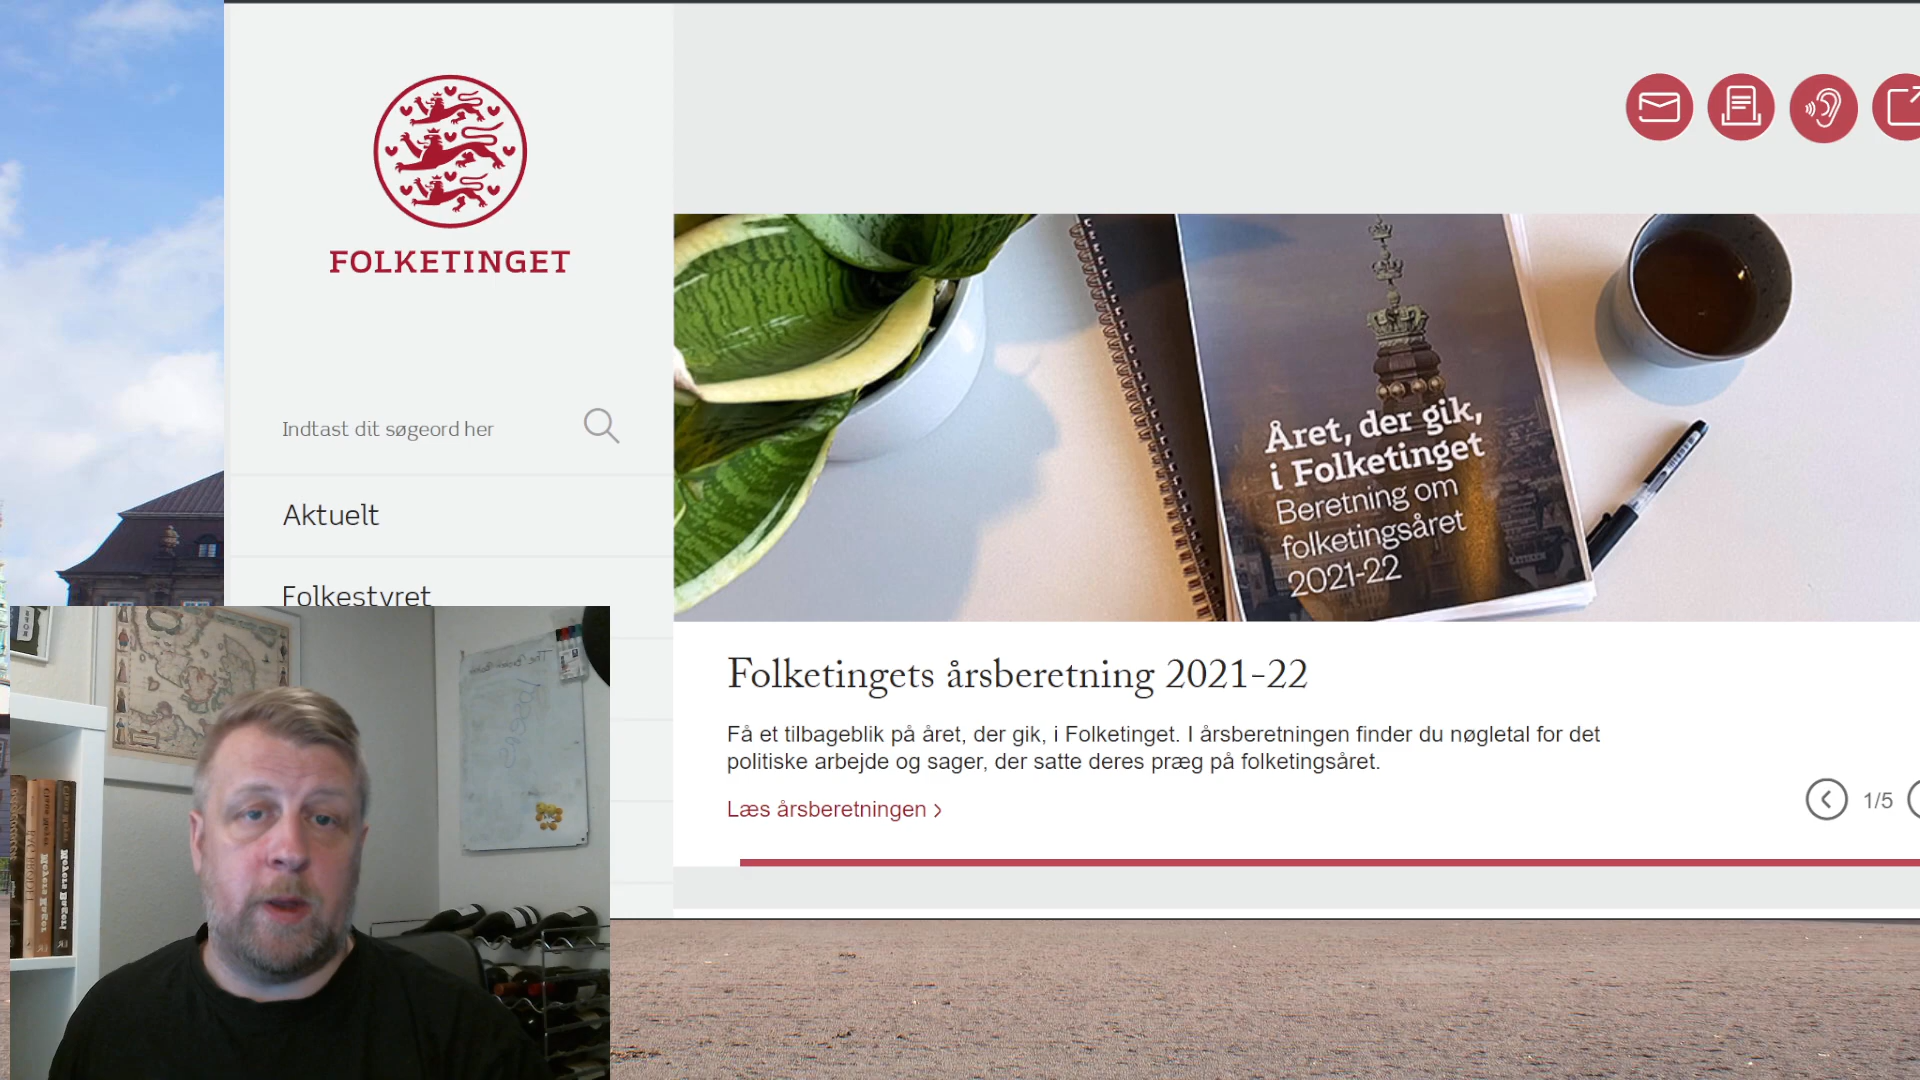 FOLKETINGET
Indtast dit søgeord her
Aktuelt
Folkestyret
Året, der gik,
i Folketinget
Beretning om
folketingsåret
2021-22
Folketingets årsberetning 2021-22
Få et tilbageblik på året, der gik, i Folketinget. I årsberetningen finder du nøgletal for det
politiske arbejde og sager, der satte deres præg på folketingsåret.
Læs årsberetningen
1/5